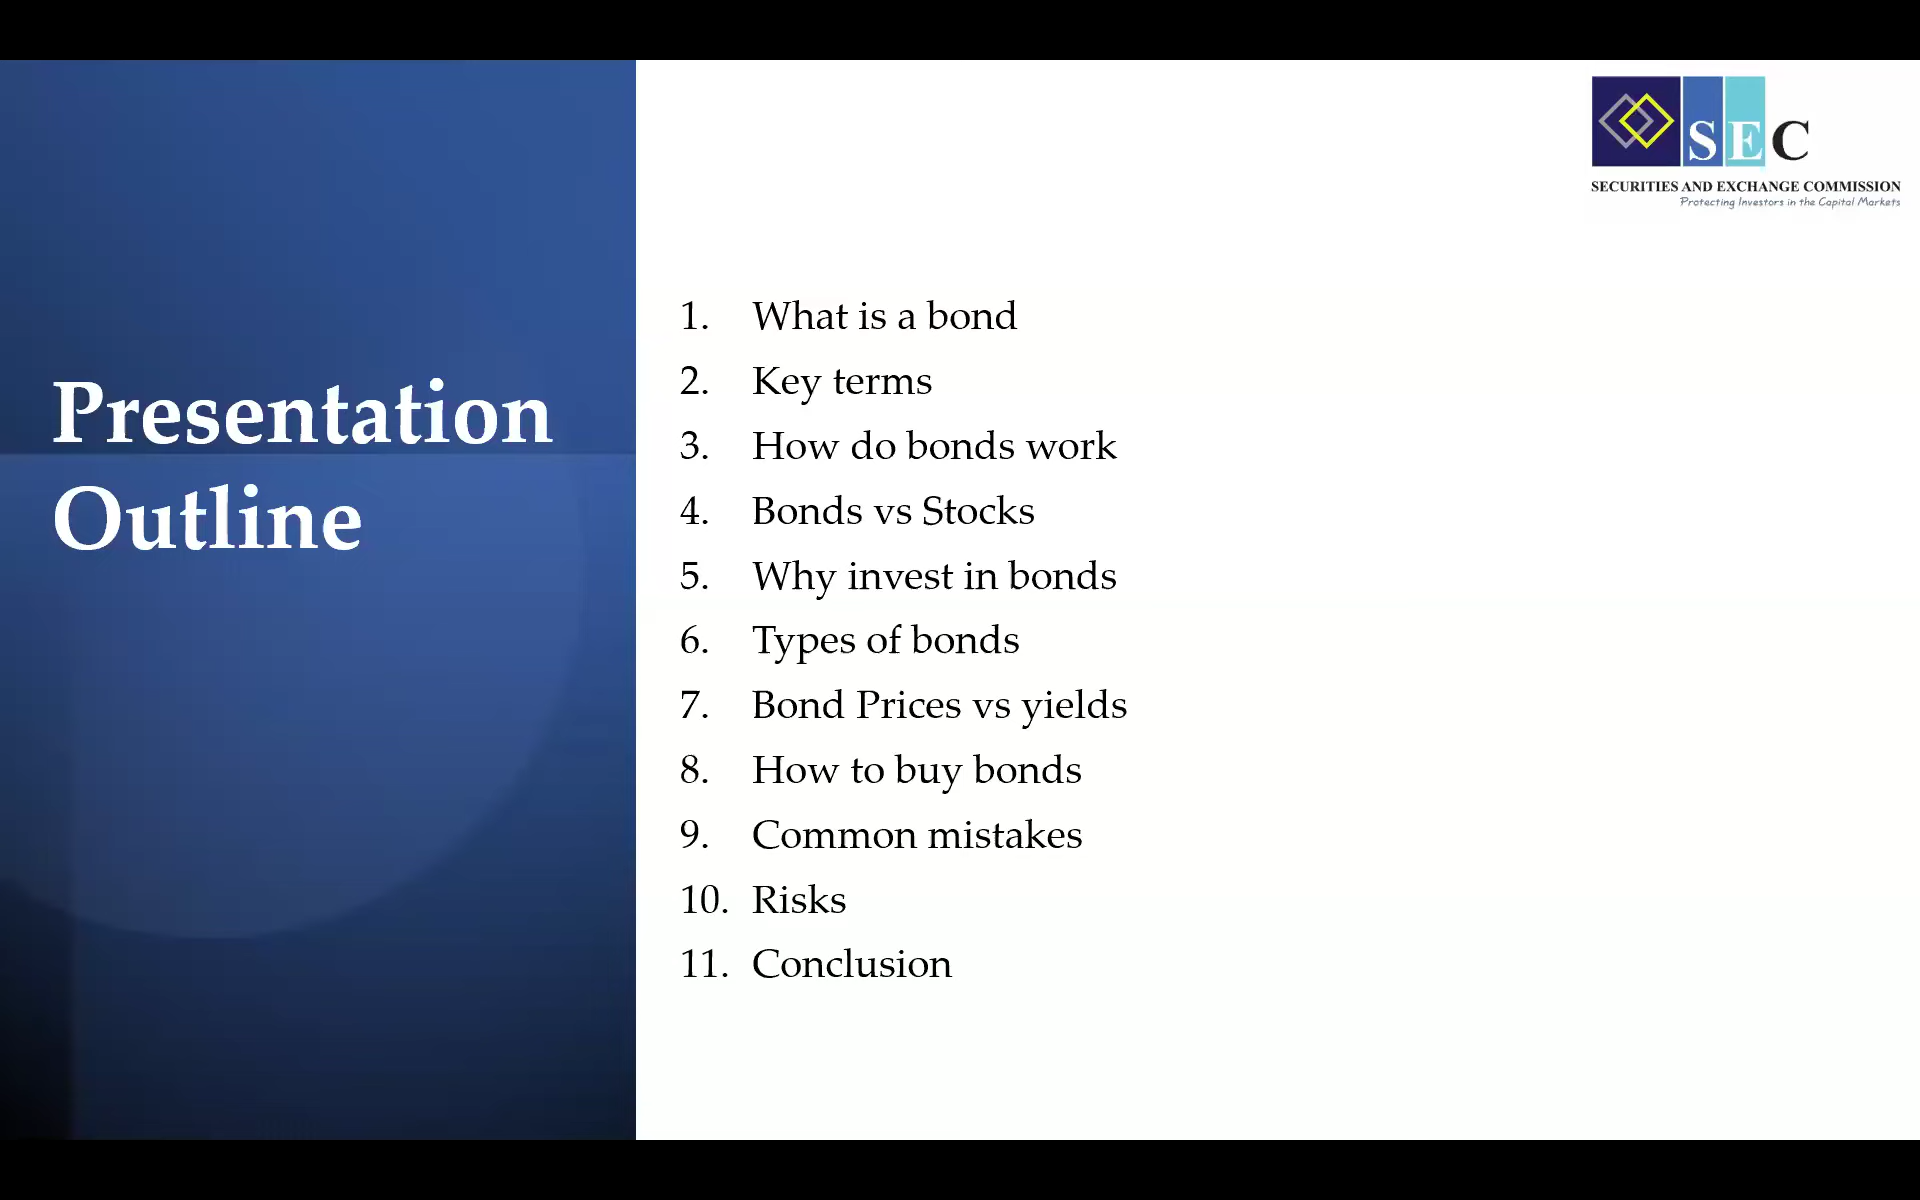 SEC
SECURITIES AND EXCHANGE COMMISSION
Protecting Investors in the Capital Markets
Presentation
Outline
1. What is a bond
2. Key terms
3. How do bonds work
4. Bonds vs Stocks
5. Why invest in bonds
6. Types of bonds
7. Bond Prices vs yields
8. How to buy bonds
9. Common mistakes
10. Risks
11. Conclusion